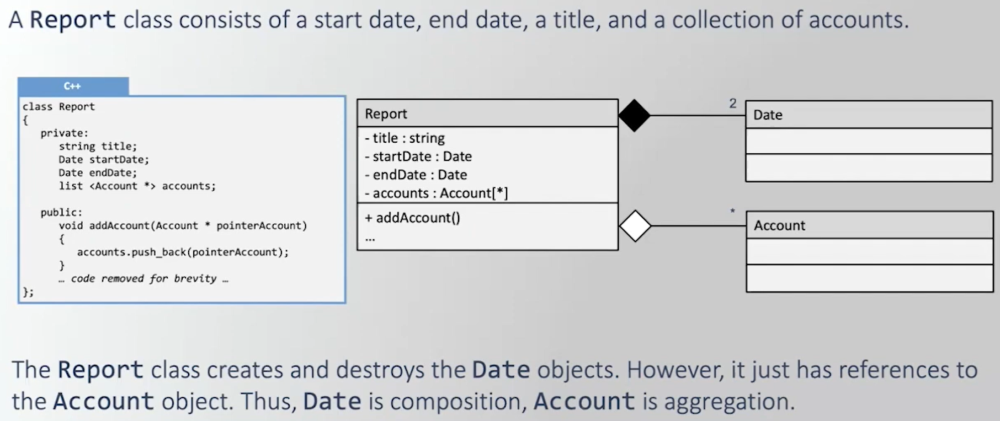 A Report class consists of a start date, end date, a title, and a collection of accounts.
C++
class Report
{
private:
string title;
Date startDate;
Date endDate;
list <Account *> accounts;
public:
void addAccount(Account * pointerAccount)
{
accounts.push_back(pointerAccount);
}
… code removed for brevity …
};
Report
- title : string
- startDate : Date
- endDate : Date
- accounts : Account[*]
+ addAccount()
...
2
Date
*
Account
The Report class creates and destroys the Date objects. However, it just has references to
the Account object. Thus, Date is composition, Account is aggregation.